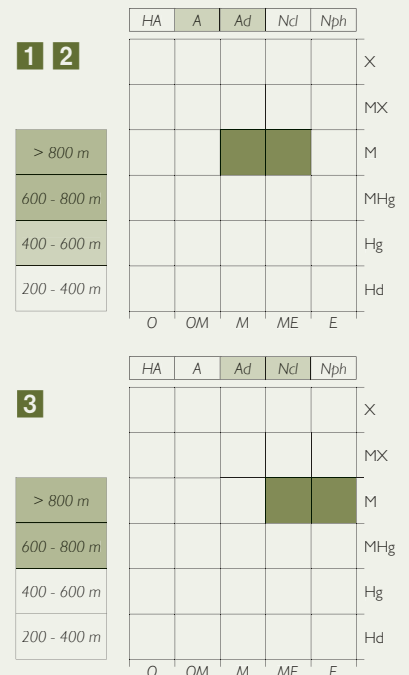 HA A Ad Ncl Nph
1 2
X
MX
> 800 m M
600 - 800 m MHg
400 - 600 m Hg
200 - 400 m Hd
O OM M ME E
HA A Ad Ncl Nph
3
X
MX
> 800 m M
600 - 800 m MHg
400 - 600 m Hg
200 - 400 m Hd
O OM M ME E